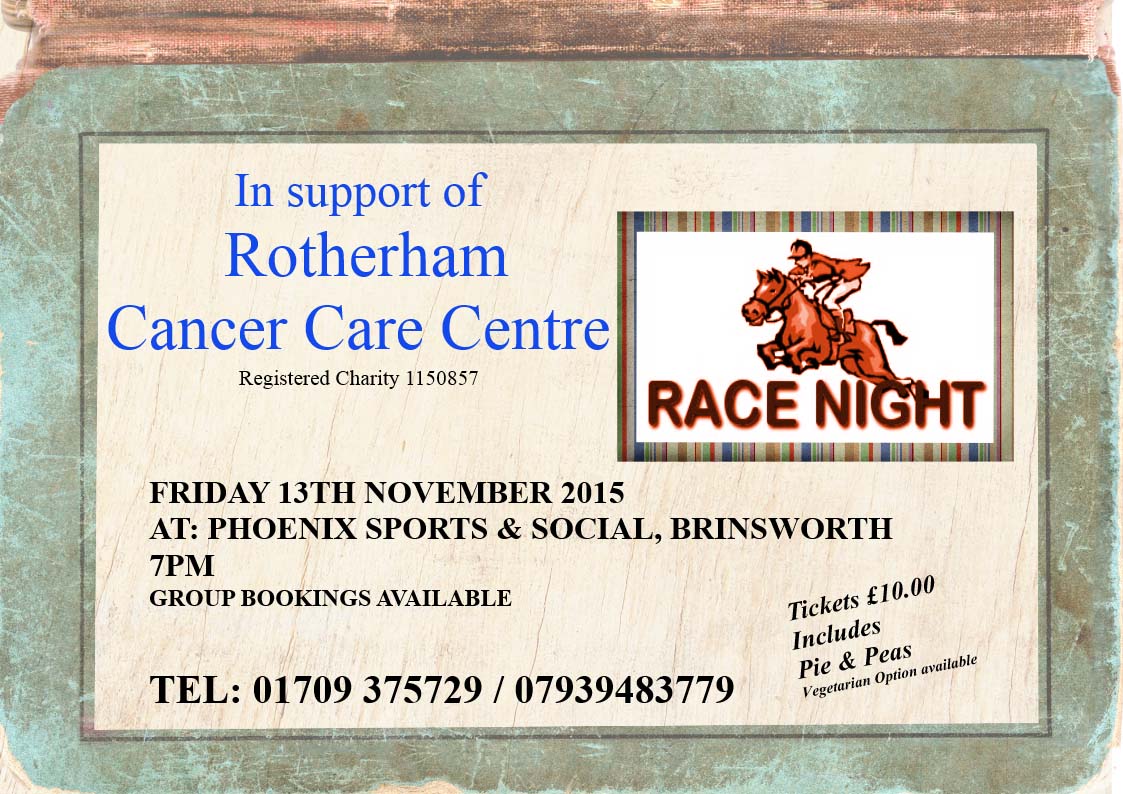 In support of
Rotherham
Cancer Care Centre
Registered Charity 1150857
RACE NIGHT
FRIDAY 13TH NOVEMBER 2015
AT: PHOENIX SPORTS & SOCIAL, BRINSWORTH
7PM
GROUP BOOKINGS AVAILABLE
Tickets £10.00
Includes
Pie & Peas
Vegetarian Option available
TEL: 01709 375729 / 07939483779